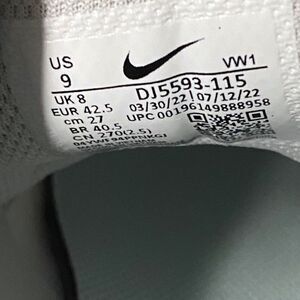 US VW1
9
UK 8 DJ5593-115
EUR 42.5 03/30/22 07/12/22
cm 27 UPC 00196149888958
BR 40.5
CN 270(2.5)